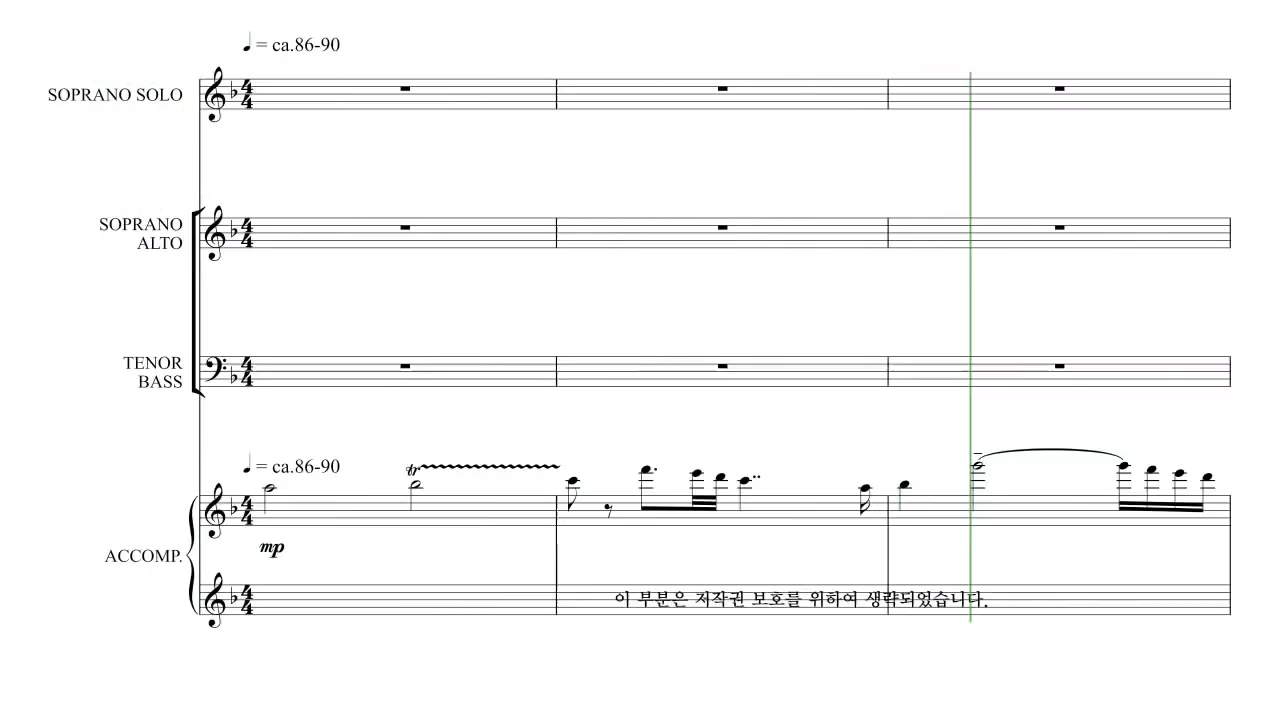 ♩ = ca.86-90
SOPRANO SOLO
SOPRANO
ALTO
TENOR
BASS
♩ = ca.86-90
tr
mp
ACCOMP.
이 부분은 저작권 보호를 위하여 생략되었습니다.